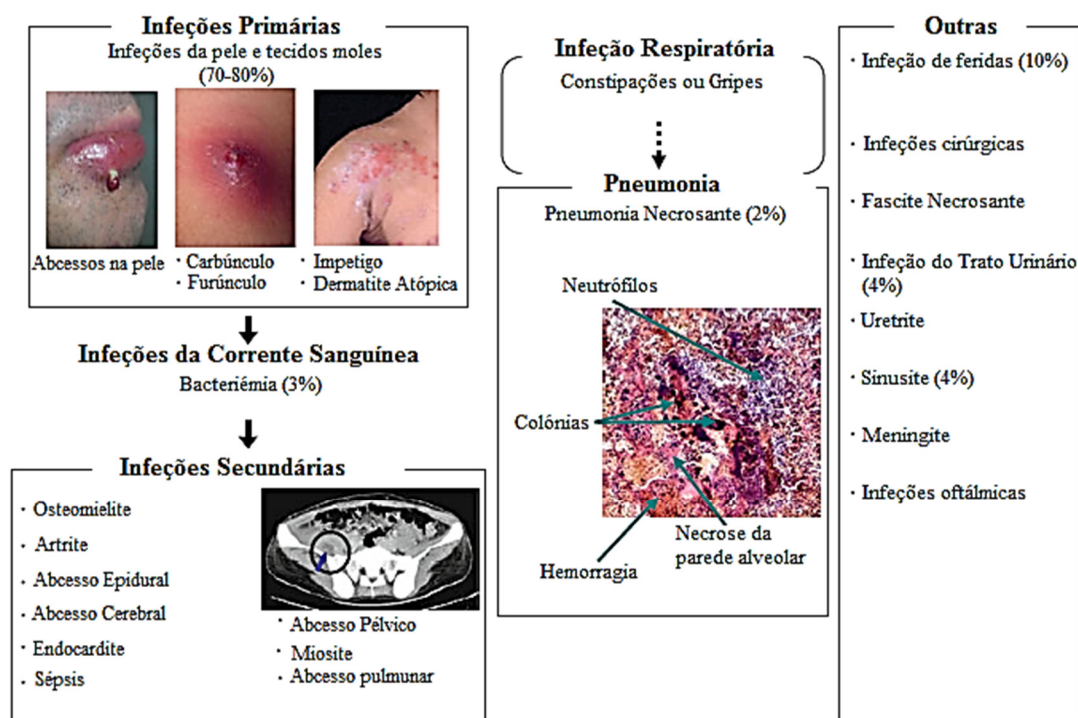 Infeções Primárias
Infeções da pele e tecidos moles
(70-80%)
Abcessos na pele
· Carbúnculo
· Furúnculo
· Impetigo
· Dermatite Atópica
Infeções da Corrente Sanguínea
Bacteriémia (3%)
Infeções Secundárias
· Osteomielite
· Artrite
· Abcesso Epidural
· Abcesso Cerebral
· Endocardite
· Sépsis
· Abcesso Pélvico
· Miosite
· Abcesso pulmunar
Infeção Respiratória
Constipações ou Gripes
Pneumonia
Pneumonia Necrosante (2%)
Neutrófilos
Colónias
Necrose da
parede alveolar
Hemorragia
Outras
· Infeção de feridas (10%)
· Infeções cirúrgicas
· Fascite Necrosante
· Infeção do Trato Urinário
(4%)
· Uretrite
· Sinusite (4%)
· Meningite
· Infeções oftálmicas